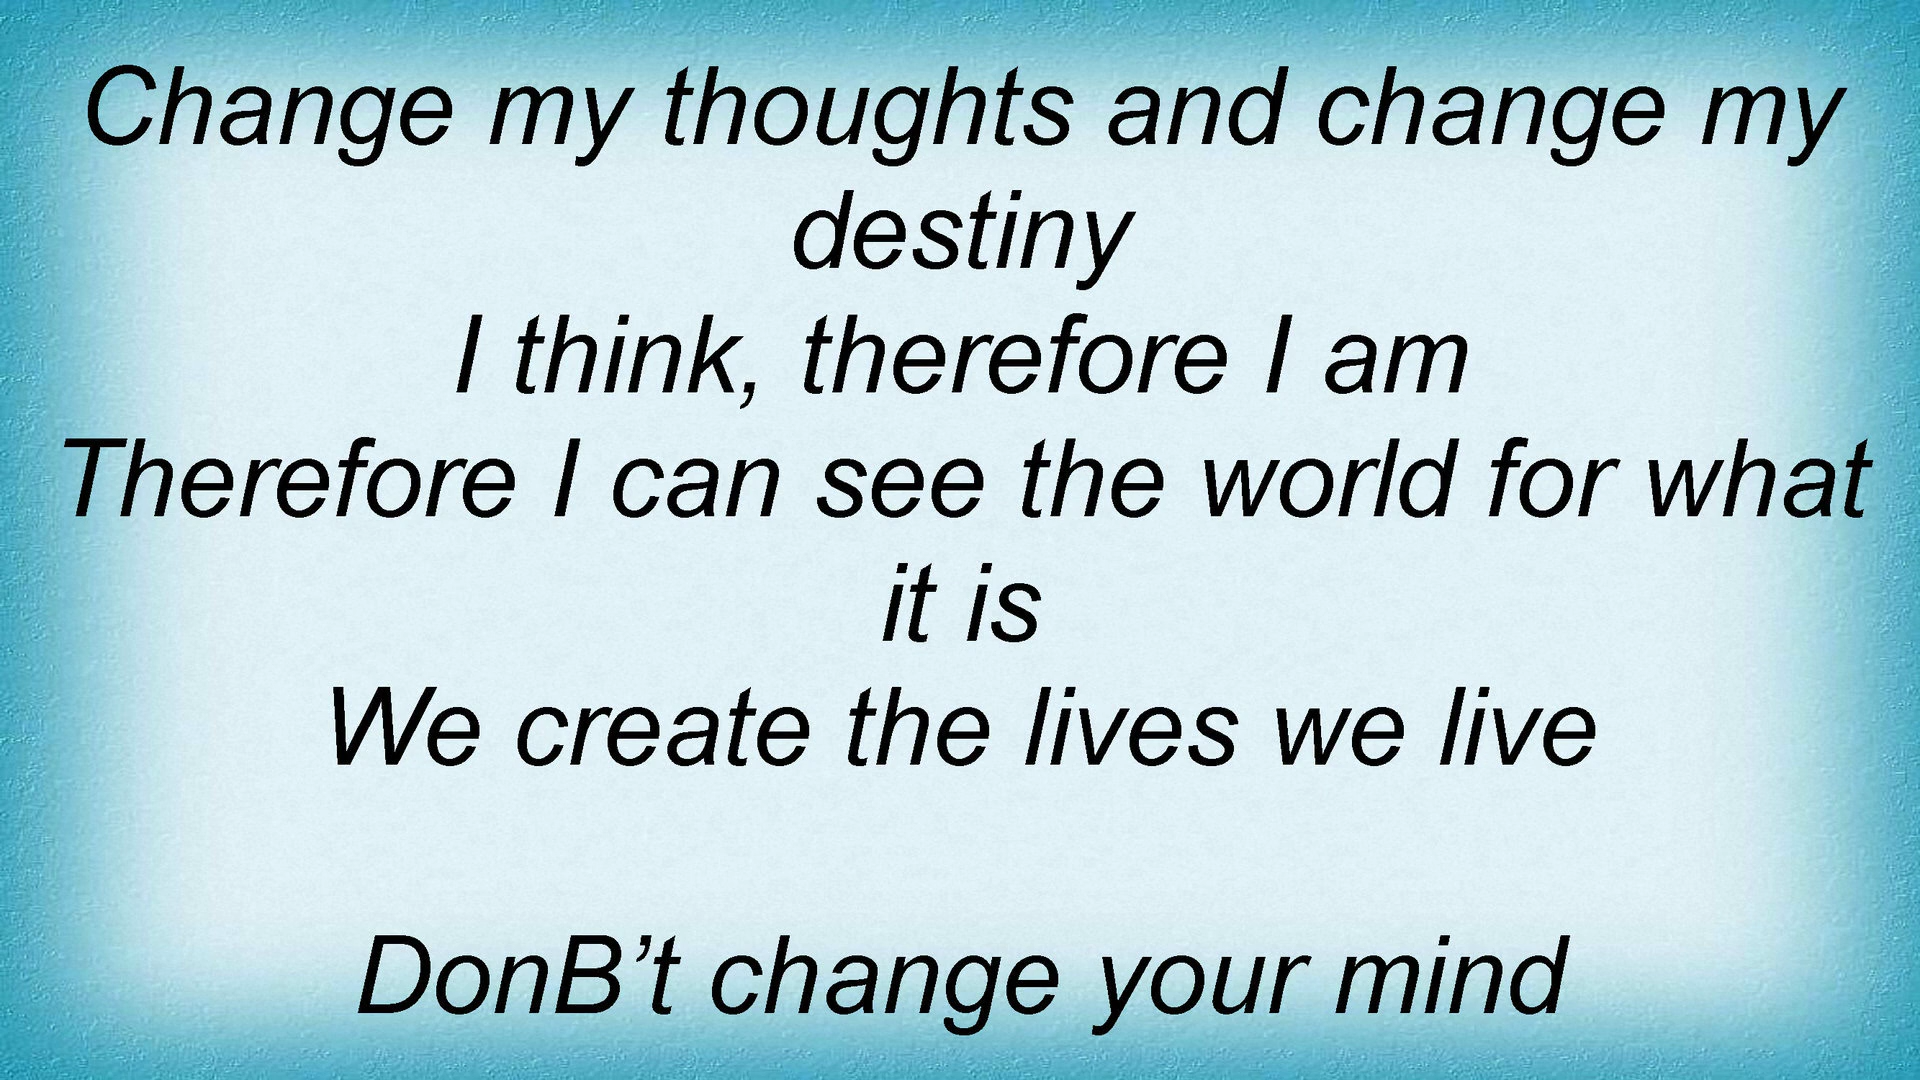 Change my thoughts and change my
destiny
I think, therefore I am
Therefore I can see the world for what
it is
We create the lives we live
DonB’t change your mind